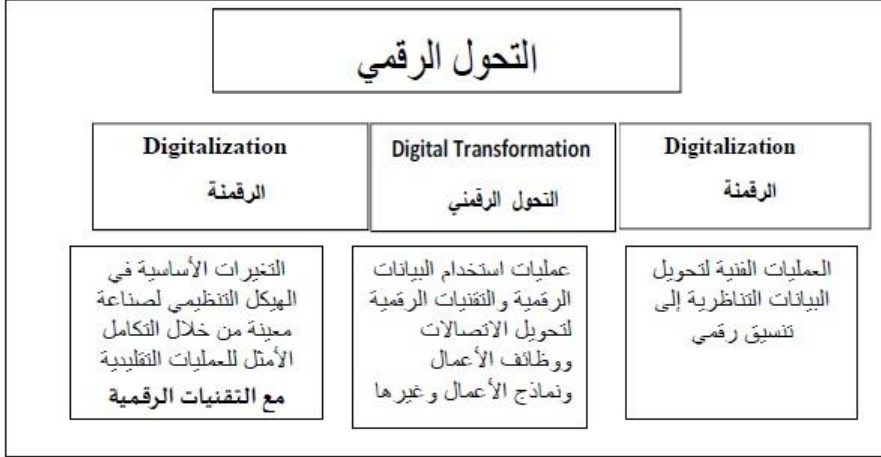 التحول الرقمي
Digitalization
الرقمنة
Digital Transformation
التحول الرقمني
Digitalization
الرقمنة
العمليات الفنية لتحويل
البيانات التناظرية إلى
تنسيق رقمي
عمليات استخدام البيانات
الرقمية والتقنيات الرقمية
لتحويل الاتصالات
ووظائف الأعمال
ونماذج الأعمال وغيرها
التغيرات الأساسية في
الهيكل التنظيمي لصناعة
معينة من خلال التكامل
الأمثل للعمليات التقليدية
مع التقنيات الرقمية